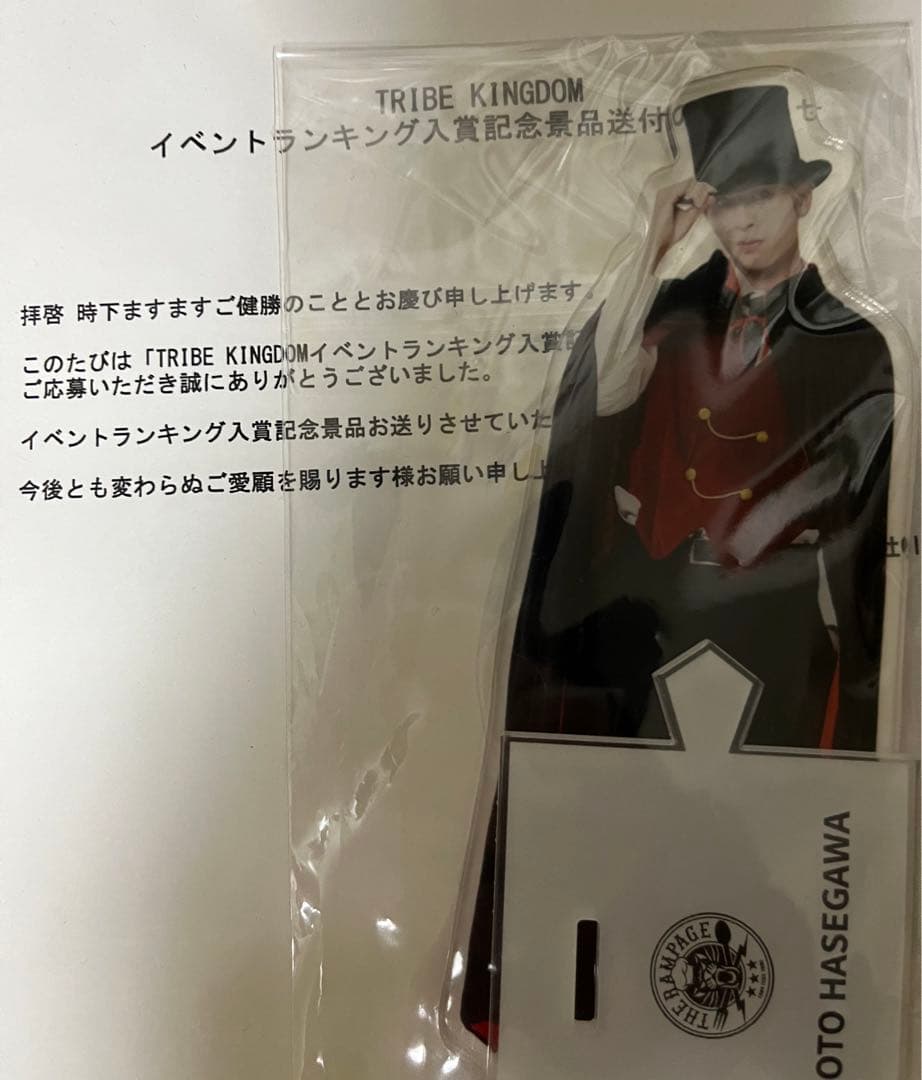 TRIBE KINGDOM
イベントランキング入賞記念景品送付の せ
拝啓 時下ますますご健勝のこととお慶び申し上げます。
このたびは「TRIBE KINGDOMイベントランキング入賞記
ご応募いただき誠にありがとうございました。
イベントランキング入賞記念景品お送りさせていた
今後とも変わらぬご愛顧を賜ります様お願い申し上
THE RAMPAGE
OTO HASEGAWA